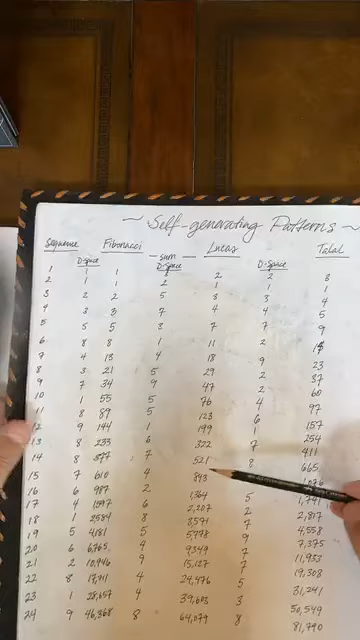 ~ Self-generating Patterns ~
Sequence Fibonacci Lucas Total
D-Space — Sum D-Space — D-Space
1 1 1 2 2 3
2 1 1 2 1 1 1
3 2 2 5 3 3 4
4 3 3 7 4 4 5
5 5 5 3 7 7 9
6 8 8 1 11 2
7 4 13 4 18 9 23
8 3 21 5 29 2 37
9 7 34 9 47 2 60
10 1 55 5 76 4 97
11 8 89 5 123 6 157
12 9 144 1 199 1 254
13 8 233 6 322 7 411
14 8 377 7 521 8 665
15 7 610 4 843
16 6 987 2 1,364 5
17 4 1597 6 2,207 2 2,817
18 1 2584 8 3,571 7 4,558
19 5 4,181 5 5,778 9 7,375
20 6 6,765 9,349 7 11,933
21 2 10,946 9 15,127 7 19,308
22 8 17,711 4 24,476 5 31,241
23 1 28,657 4 39,603 3 50,549
24 9 46,368 8 64,079 8 81,790